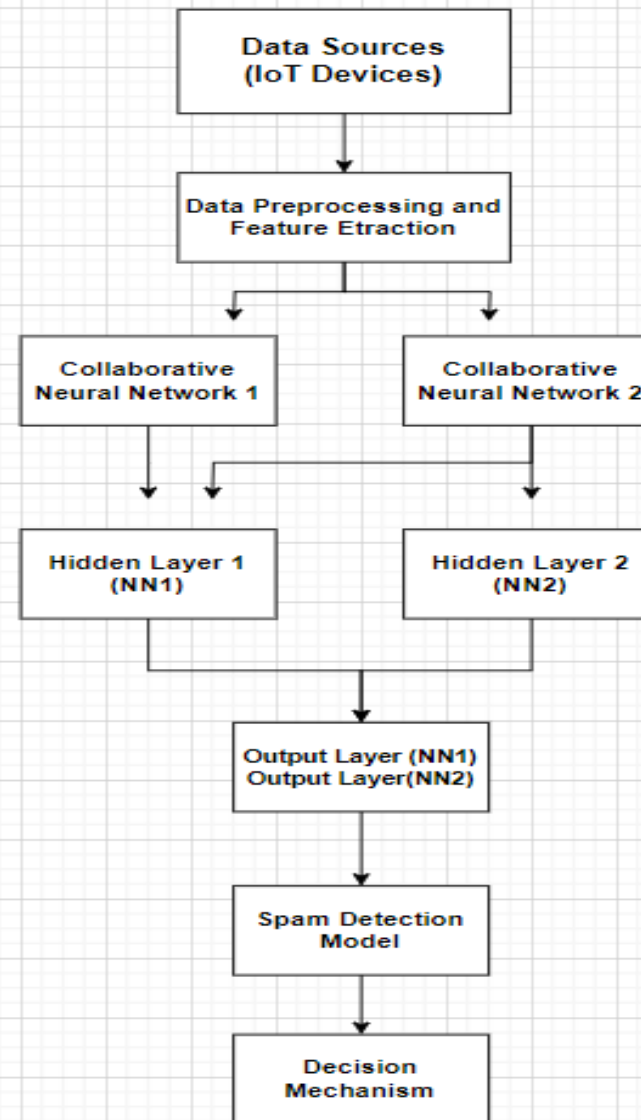 Data Sources
(IoT Devices)
Data Preprocessing and
Feature Etraction
Collaborative
Neural Network 1
Collaborative
Neural Network 2
Hidden Layer 1
(NN1)
Hidden Layer 2
(NN2)
Output Layer (NN1)
Output Layer(NN2)
Spam Detection
Model
Decision
Mechanism